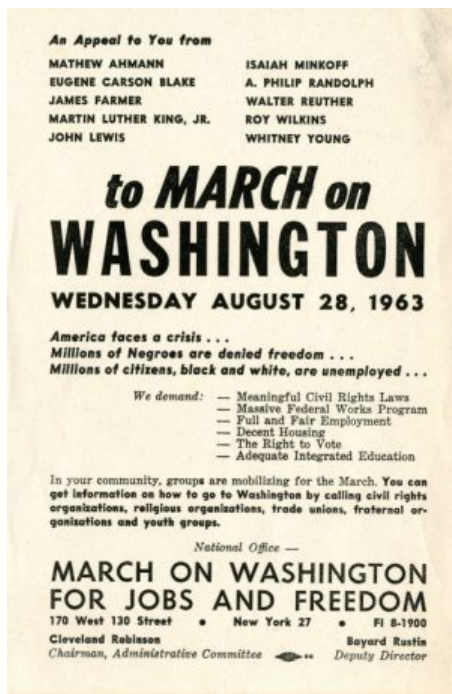 An Appeal to You from
MATHEW AHMANN
EUGENE CARSON BLAKE
JAMES FARMER
MARTIN LUTHER KING, JR.
JOHN LEWIS
ISAIAH MINKOFF
A. PHILIP RANDOLPH
WALTER REUTHER
ROY WILKINS
WHITNEY YOUNG
to MARCH on
WASHINGTON
WEDNESDAY AUGUST 28, 1963
America faces a crisis . . .
Millions of Negroes are denied freedom . . .
Millions of citizens, black and white, are unemployed . . .
We demand: — Meaningful Civil Rights Laws
— Massive Federal Works Program
— Full and Fair Employment
— Decent Housing
— The Right to Vote
— Adequate Integrated Education
In your community, groups are mobilizing for the March. You can
get information on how to go to Washington by calling civil rights
organizations, religious organizations, trade unions, fraternal or-
ganizations and youth groups.
National Office —
MARCH ON WASHINGTON
FOR JOBS AND FREEDOM
170 West 130 Street • New York 27 • FI 8-1900
Cleveland Robinson
Chairman, Administrative Committee
Bayard Rustin
Deputy Director